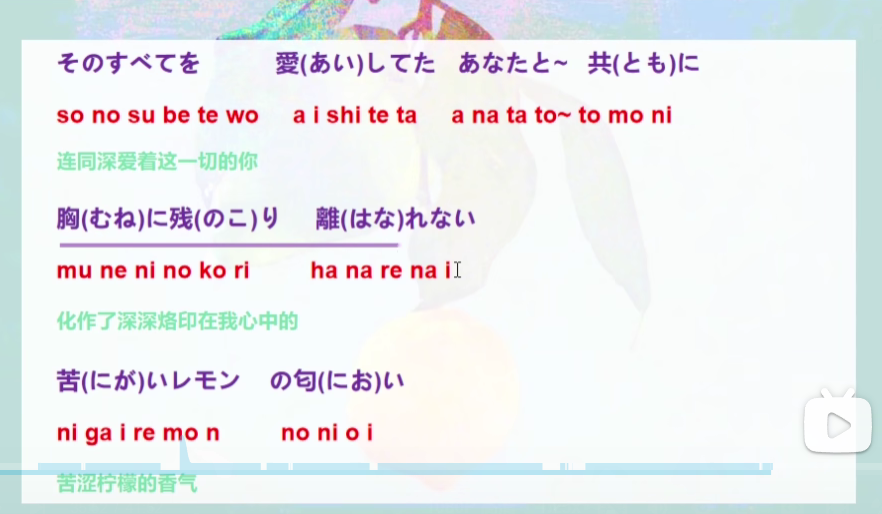 そのすべてを 愛(あい)してた あなたと~ 共(とも)に
so no su be te wo a i shi te ta a na ta to~ to mo ni
连同深爱着这一切的你
胸(むね)に残(のこ)り 離(はな)れない
mu ne ni no ko ri ha na re na i
化作了深深烙印在我心中的
苦(にが)いレモン の匂(にお)い
ni ga i re mo n no ni o i
苦涩柠檬的香气